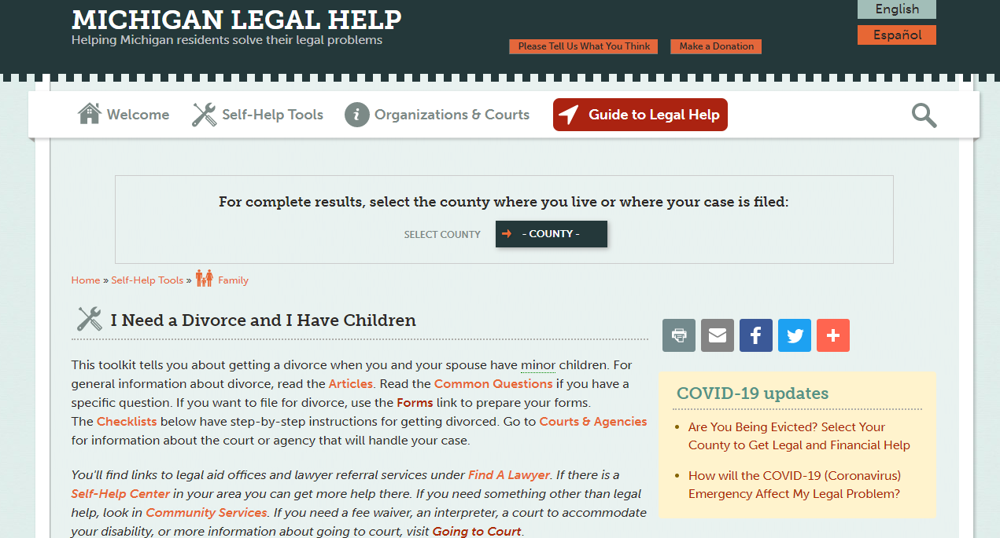 MICHIGAN LEGAL HELP
Helping Michigan residents solve their legal problems
Please Tell Us What You Think
Make a Donation
English
Español
Welcome
Self-Help Tools
Organizations & Courts
Guide to Legal Help
For complete results, select the county where you live or where your case is filed:
SELECT COUNTY
- COUNTY -
Home » Self-Help Tools » Family
I Need a Divorce and I Have Children
This toolkit tells you about getting a divorce when you and your spouse have minor children. For
general information about divorce, read the Articles. Read the Common Questions if you have a
specific question. If you want to file for divorce, use the Forms link to prepare your forms.
The Checklists below have step-by-step instructions for getting divorced. Go to Courts & Agencies
for information about the court or agency that will handle your case.
You'll find links to legal aid offices and lawyer referral services under Find A Lawyer. If there is a
Self-Help Center in your area you can get more help there. If you need something other than legal
help, look in Community Services. If you need a fee waiver, an interpreter, a court to accommodate
your disability, or more information about going to court, visit Going to Court.
COVID-19 updates
• Are You Being Evicted? Select Your
County to Get Legal and Financial Help
• How will the COVID-19 (Coronavirus)
Emergency Affect My Legal Problem?